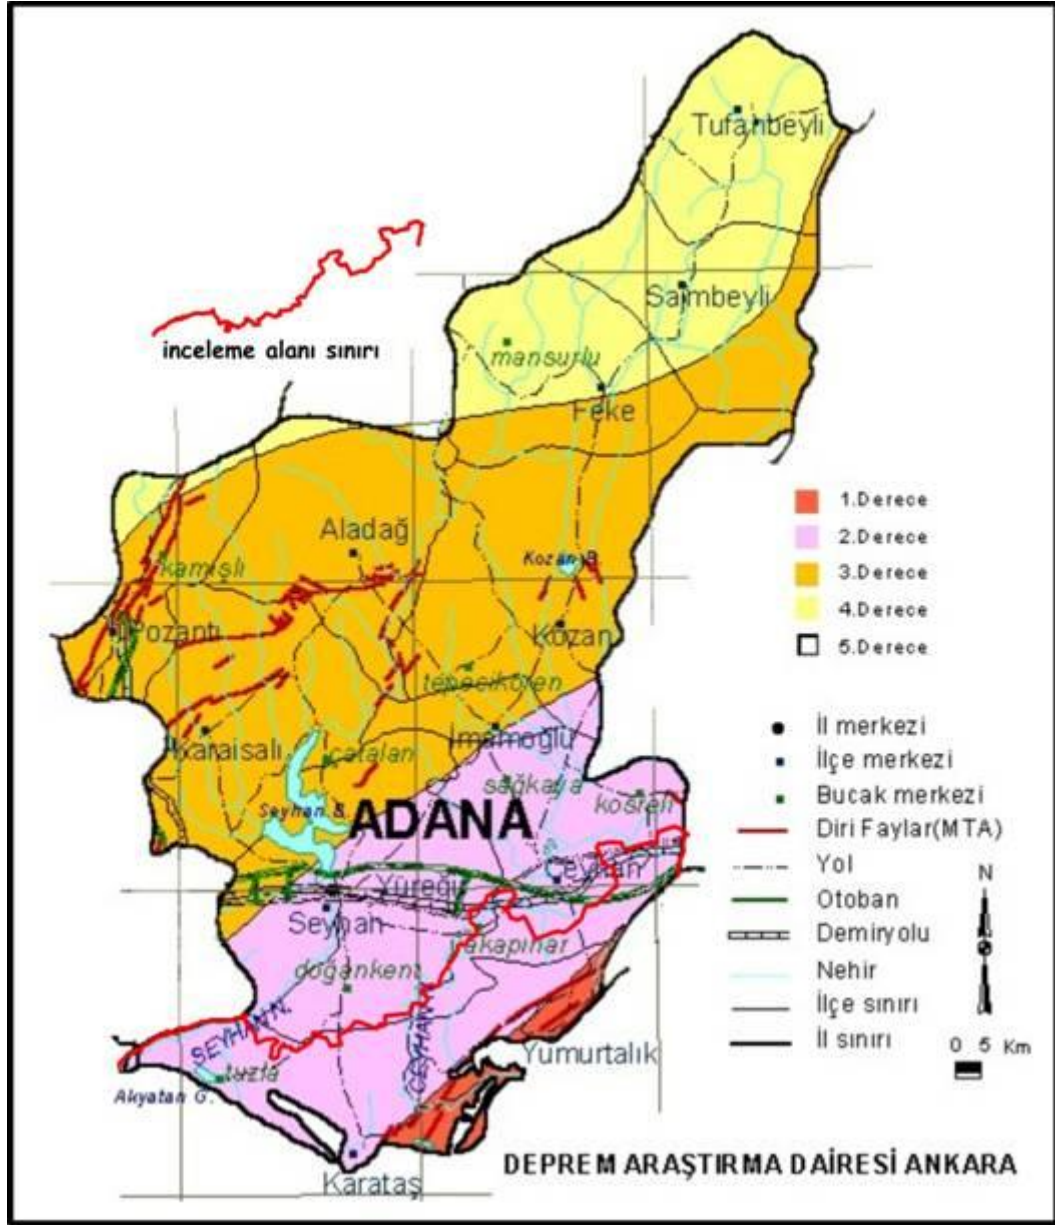 Tufanbeyli
Saimbeyli
inceleme alanı sınırı
mansurlu
Feke
1.Derece
Aladağ
2.Derece
Kozan B.
kamışlı
3.Derece
4.Derece
Pozantı
Kozan
5.Derece
tepecikören
İl merkezi
Karaisalı
çatalan
İmamoğlu
İlçe merkezi
sağkaya
kosreli
Bucak merkezi
Seyhan B.
ADANA
Diri Faylar(MTA)
Yol
N
Ceyhan
Yüreği
Otoban
Seyhan
Demiryolu
yakapınar
doğankent
Nehir
İlçe sınırı
SEYHAN N.
CEYHAN
İl sınırı
0 5 Km
Yumurtalık
tuzla
Akyatan G.
DEPREM ARAŞTIRMA DAİRESİ ANKARA
Karataş